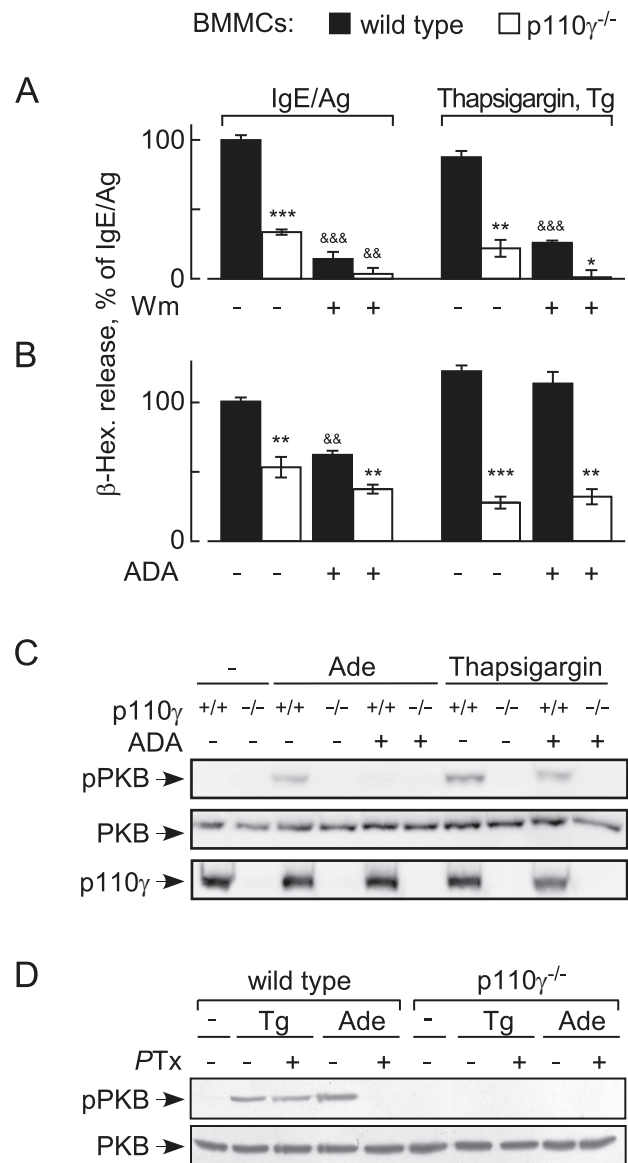 BMMCs: wild type p110γ-/-
A
IgE/Ag Thapsigargin, Tg
β-Hex. release, % of IgE/Ag
100
*** &&& && ** &&& *
0
Wm - - + + - - + +
B
100
** && ** *** **
0
ADA - - + + - - + +
C
- Ade Thapsigargin
p110γ +/+ -/- +/+ -/- +/+ -/- +/+ -/- +/+ -/-
ADA - - - - + + - - + +
pPKB
PKB
p110γ
D
wild type p110γ-/-
- Tg Ade - Tg Ade
PTx - - + - + - - + - +
pPKB
PKB